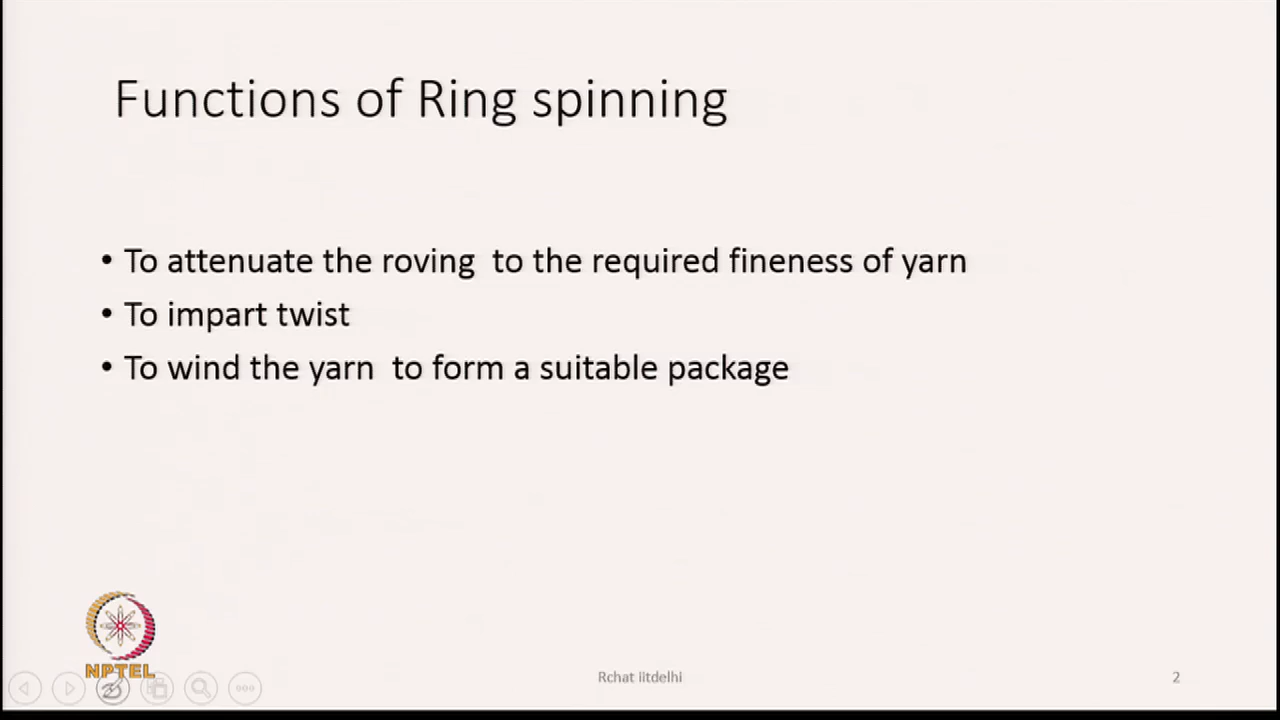 Functions of Ring spinning
• To attenuate the roving  to the required fineness of yarn
• To impart twist
• To wind the yarn  to form a suitable package
NPTEL
Rchat iitdelhi
2